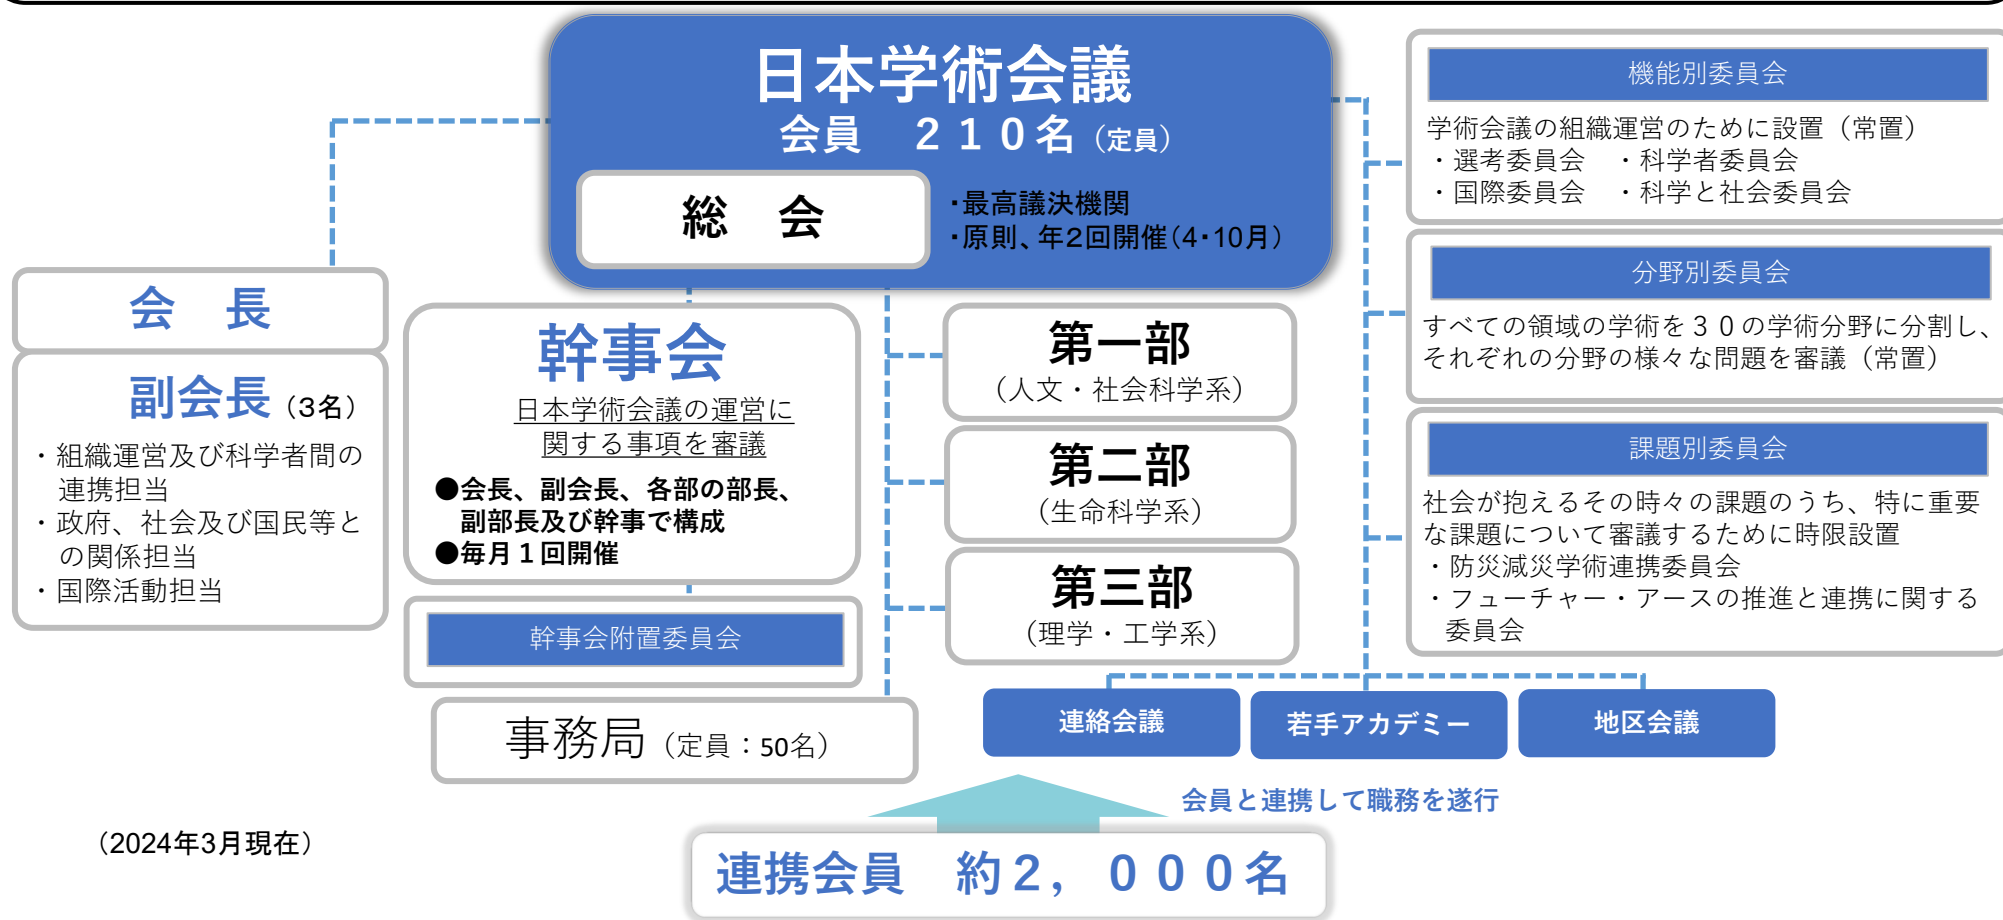 日本学術会議
会員　２１０名（定員）
総　会
・最高議決機関
・原則、年2回開催（4・10月）
会　長
副会長（3名）
・組織運営及び科学者間の
連携担当
・政府、社会及び国民等と
の関係担当
・国際活動担当
幹事会
日本学術会議の運営に
関する事項を審議
●会長、副会長、各部の部長、
副部長及び幹事で構成
●毎月１回開催
幹事会附置委員会
事務局（定員：50名）
第一部
（人文・社会科学系）
第二部
（生命科学系）
第三部
（理学・工学系）
機能別委員会
学術会議の組織運営のために設置（常置）
・選考委員会　・科学者委員会
・国際委員会　・科学と社会委員会
分野別委員会
すべての領域の学術を３０の学術分野に分割し、
それぞれの分野の様々な問題を審議（常置）
課題別委員会
社会が抱えるその時々の課題のうち、特に重要
な課題について審議するために時限設置
・防災減災学術連携委員会
・フューチャー・アースの推進と連携に関する
委員会
連絡会議
若手アカデミー
地区会議
会員と連携して職務を遂行
連携会員　約２，０００名
（2024年3月現在）